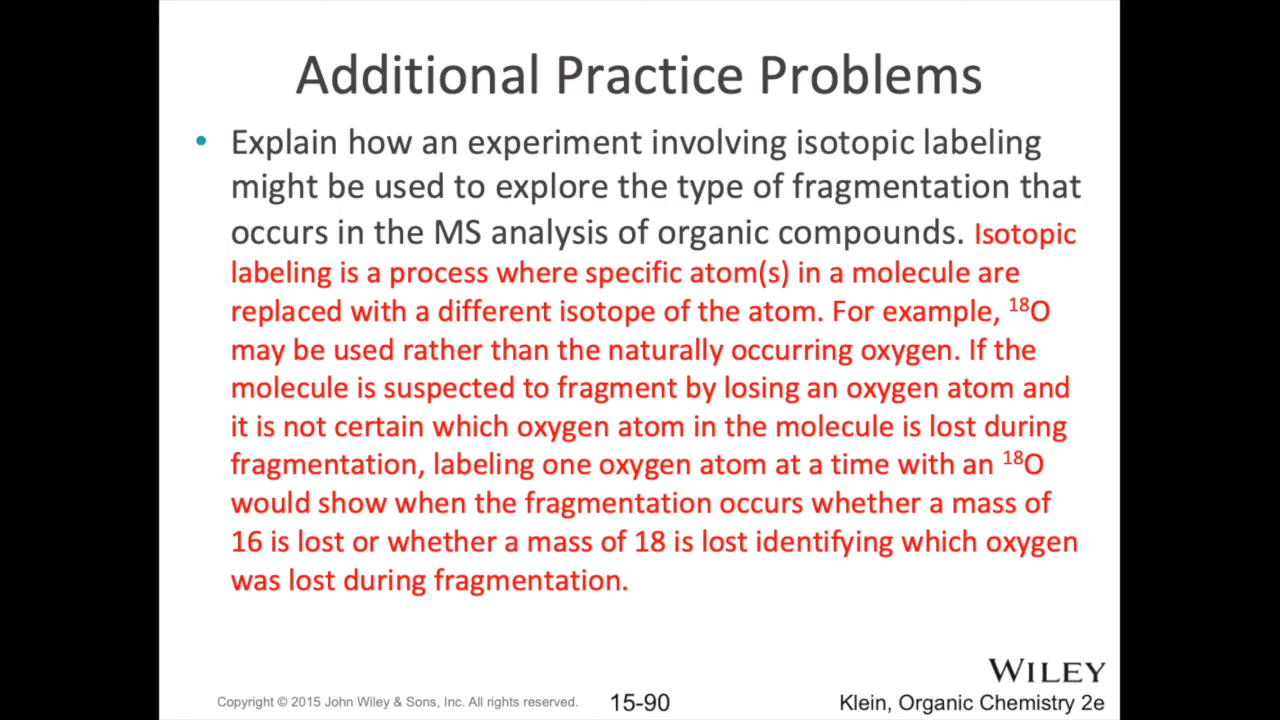 Additional Practice Problems
• Explain how an experiment involving isotopic labeling
might be used to explore the type of fragmentation that
occurs in the MS analysis of organic compounds. Isotopic
labeling is a process where specific atom(s) in a molecule are
replaced with a different isotope of the atom. For example, ¹⁸O
may be used rather than the naturally occurring oxygen. If the
molecule is suspected to fragment by losing an oxygen atom and
it is not certain which oxygen atom in the molecule is lost during
fragmentation, labeling one oxygen atom at a time with an ¹⁸O
would show when the fragmentation occurs whether a mass of
16 is lost or whether a mass of 18 is lost identifying which oxygen
was lost during fragmentation.
WILEY
Copyright © 2015 John Wiley & Sons, Inc. All rights reserved.
15-90
Klein, Organic Chemistry 2e